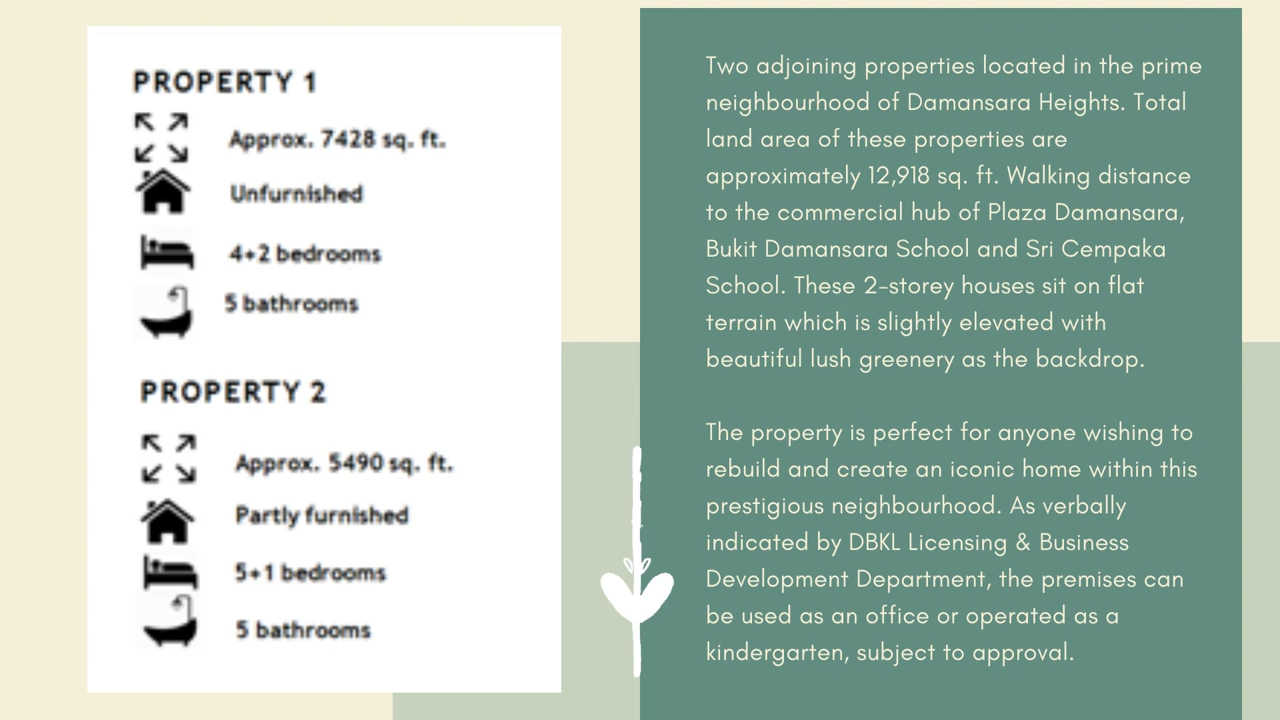 PROPERTY 1
Approx. 7428 sq. ft.
Unfurnished
4+2 bedrooms
5 bathrooms
PROPERTY 2
Approx. 5490 sq. ft.
Partly furnished
5+1 bedrooms
5 bathrooms
Two adjoining properties located in the prime
neighbourhood of Damansara Heights. Total
land area of these properties are
approximately 12,918 sq. ft. Walking distance
to the commercial hub of Plaza Damansara,
Bukit Damansara School and Sri Cempaka
School. These 2-storey houses sit on flat
terrain which is slightly elevated with
beautiful lush greenery as the backdrop.
The property is perfect for anyone wishing to
rebuild and create an iconic home within this
prestigious neighbourhood. As verbally
indicated by DBKL Licensing & Business
Development Department, the premises can
be used as an office or operated as a
kindergarten, subject to approval.